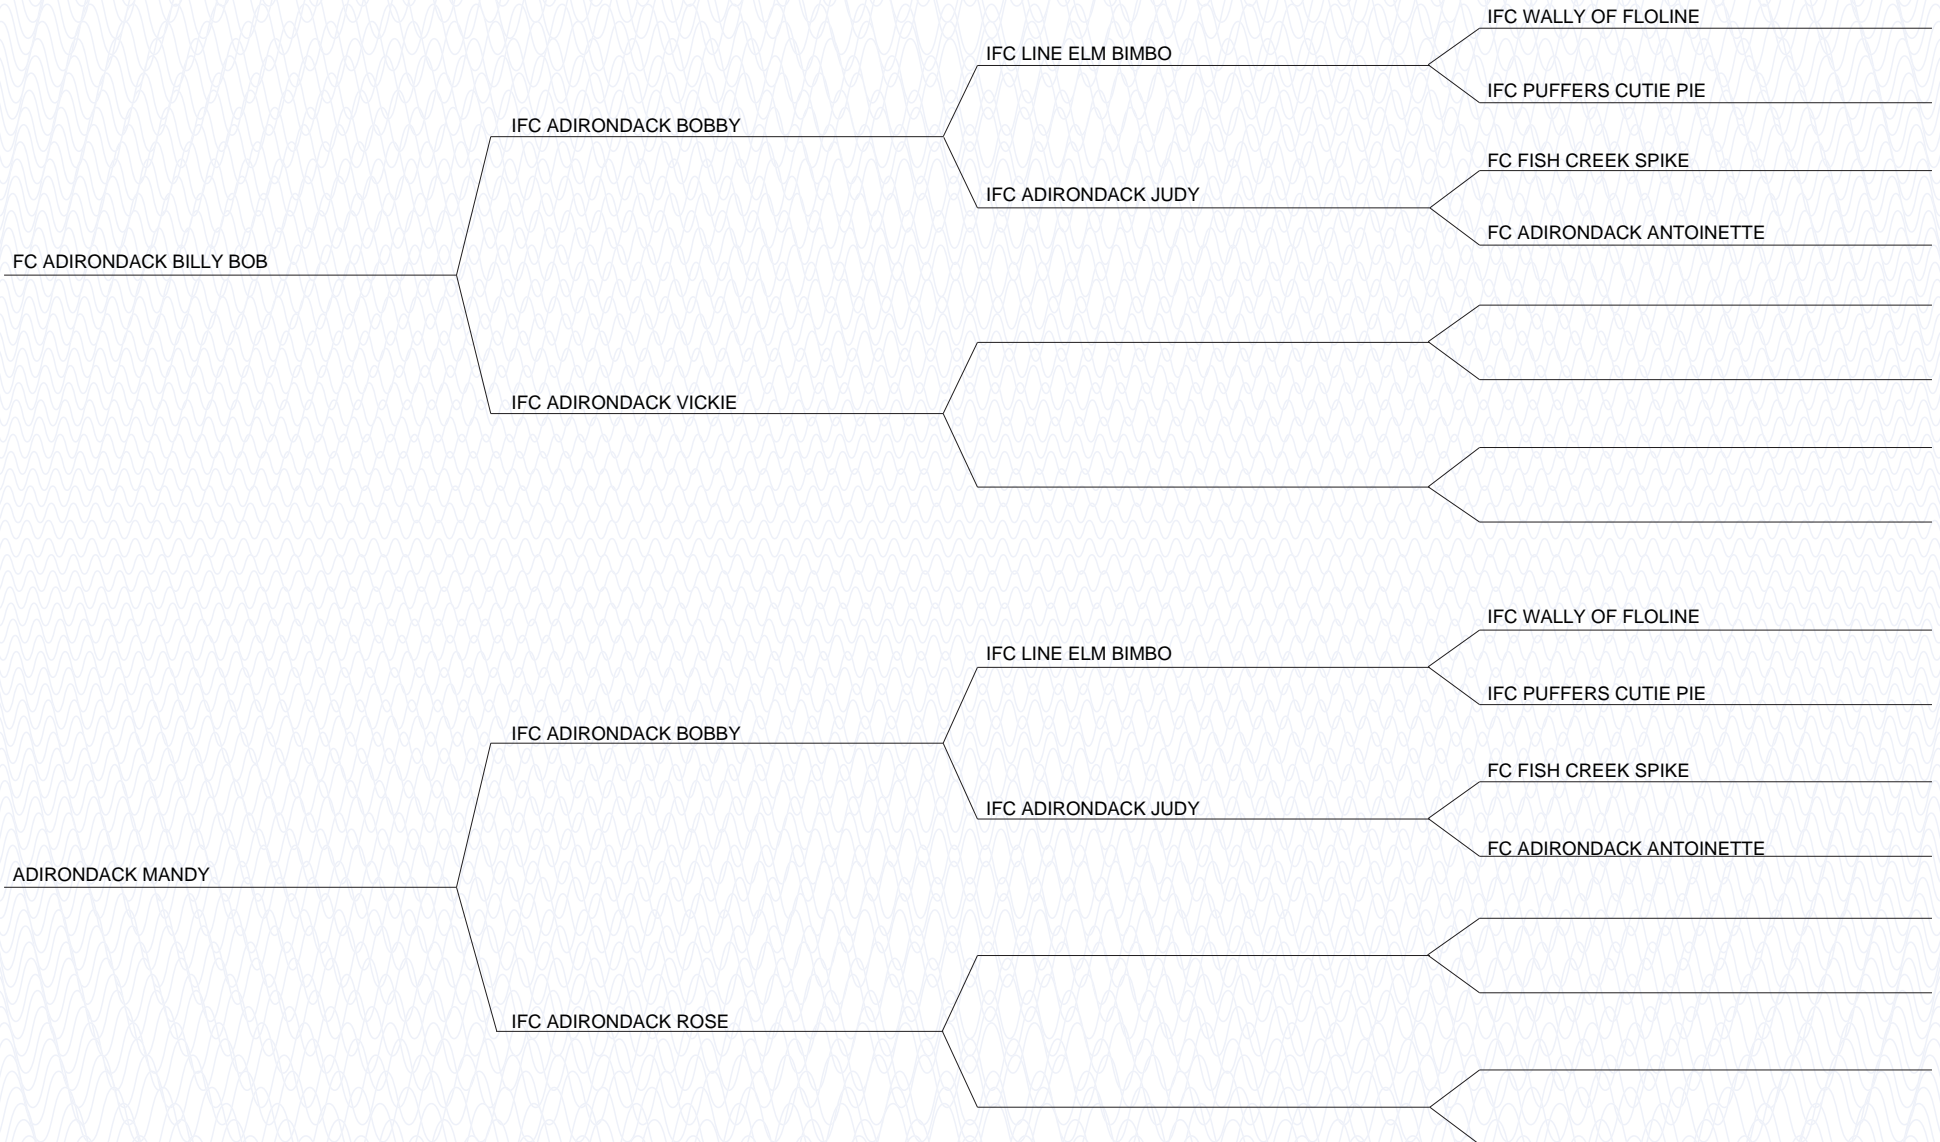 IFC WALLY OF FLOLINE
IFC LINE ELM BIMBO
IFC PUFFERS CUTIE PIE
IFC ADIRONDACK BOBBY
FC FISH CREEK SPIKE
IFC ADIRONDACK JUDY
FC ADIRONDACK ANTOINETTE
FC ADIRONDACK BILLY BOB
IFC ADIRONDACK VICKIE
IFC WALLY OF FLOLINE
IFC LINE ELM BIMBO
IFC PUFFERS CUTIE PIE
IFC ADIRONDACK BOBBY
FC FISH CREEK SPIKE
IFC ADIRONDACK JUDY
FC ADIRONDACK ANTOINETTE
ADIRONDACK MANDY
IFC ADIRONDACK ROSE